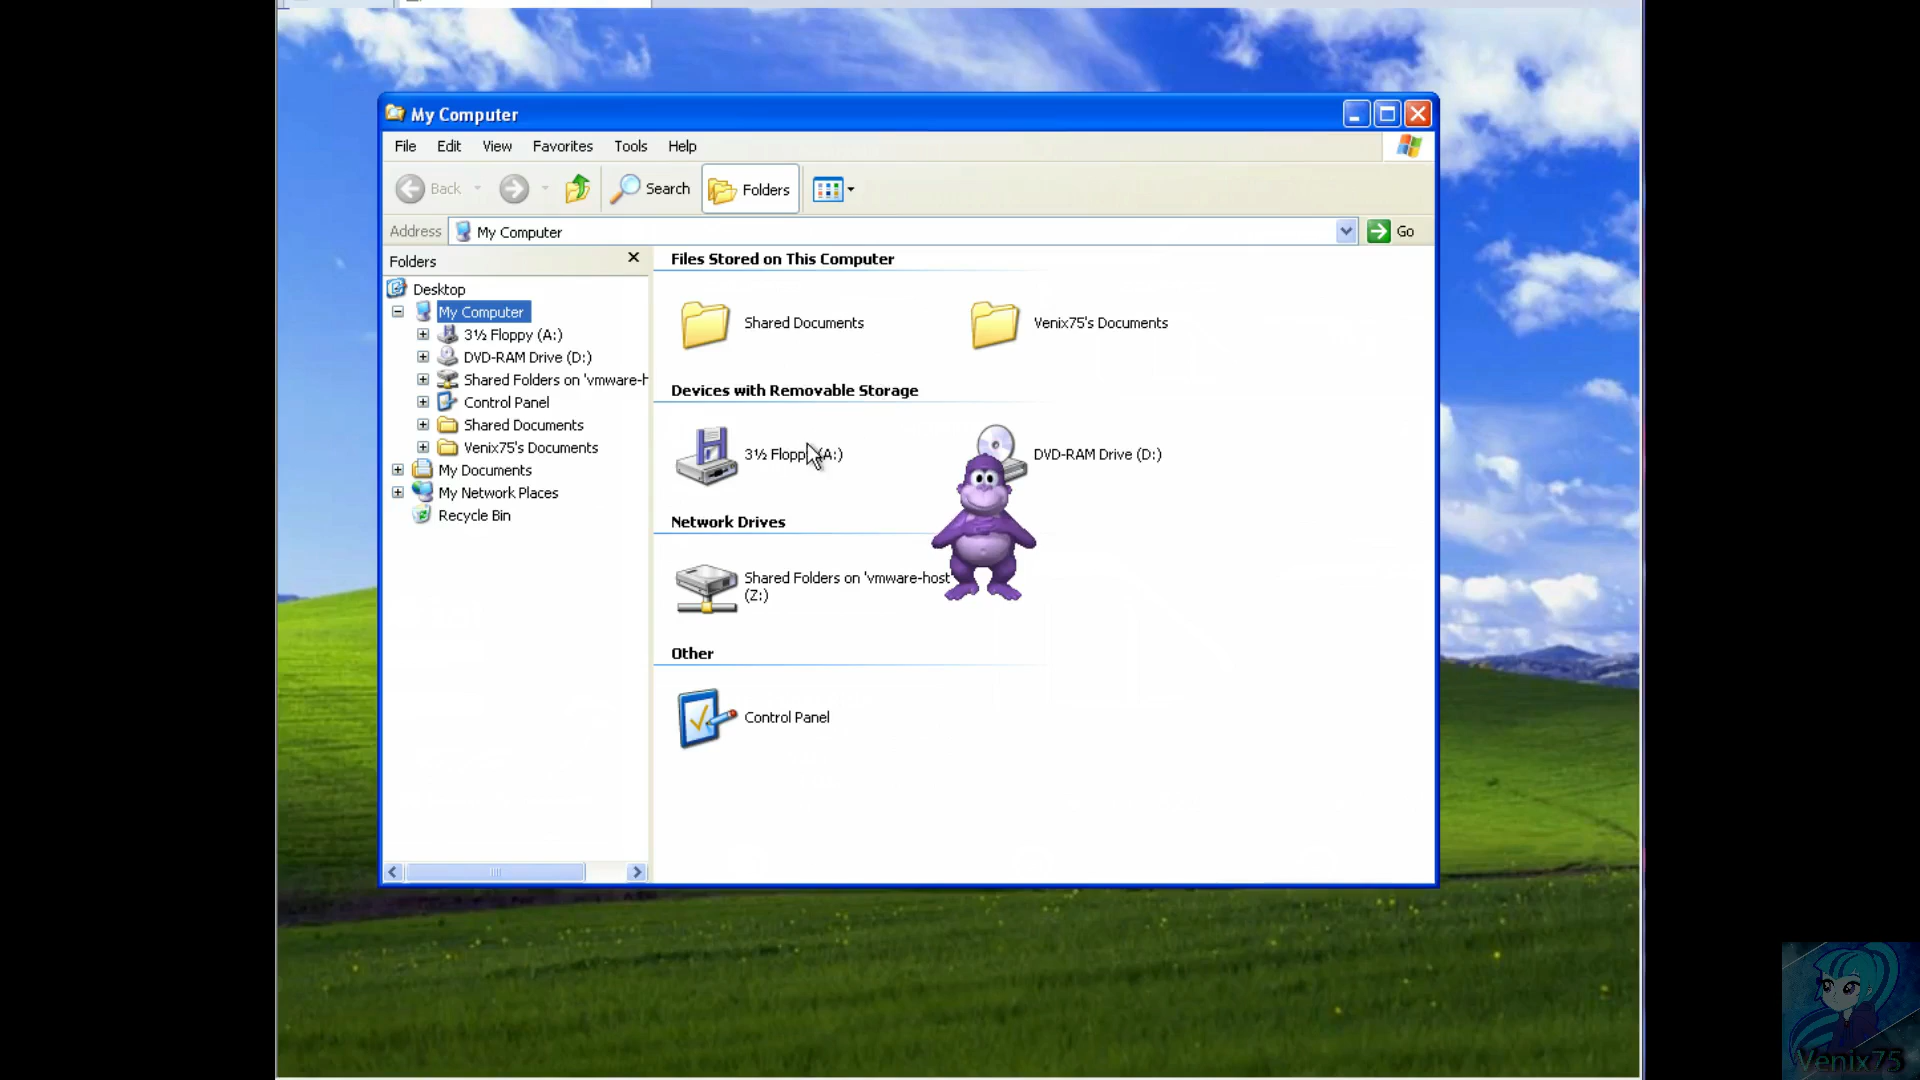 My Computer
File Edit View Favorites Tools Help
Back Search Folders
Address My Computer Go
Folders
Desktop
My Computer
3½ Floppy (A:)
DVD-RAM Drive (D:)
Shared Folders on 'vmware-h
Control Panel
Shared Documents
Venix75's Documents
My Documents
My Network Places
Recycle Bin
Files Stored on This Computer
Shared Documents Venix75's Documents
Devices with Removable Storage
3½ Floppy (A:) DVD-RAM Drive (D:)
Network Drives
Shared Folders on 'vmware-host'
(Z:)
Other
Control Panel
Venix75